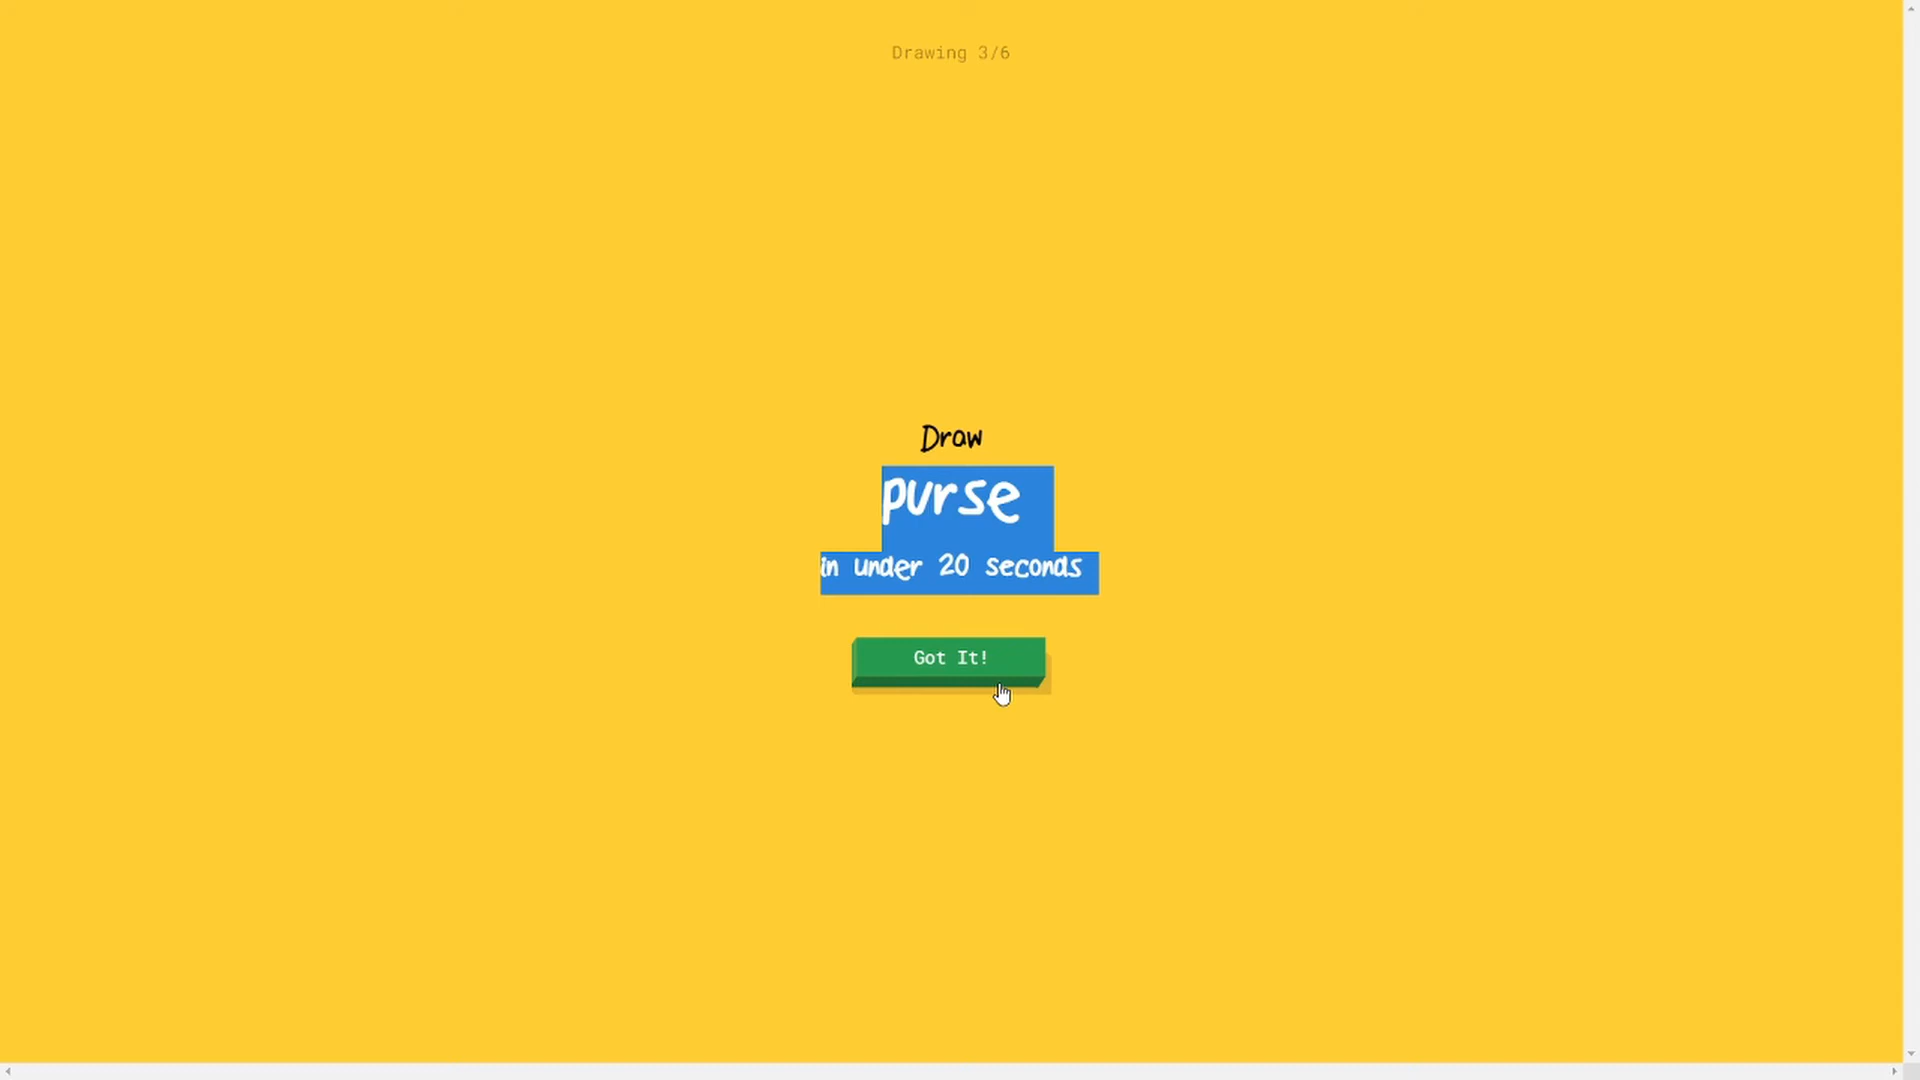 Drawing 3/6
Draw
purse
in under 20 seconds
Got It!